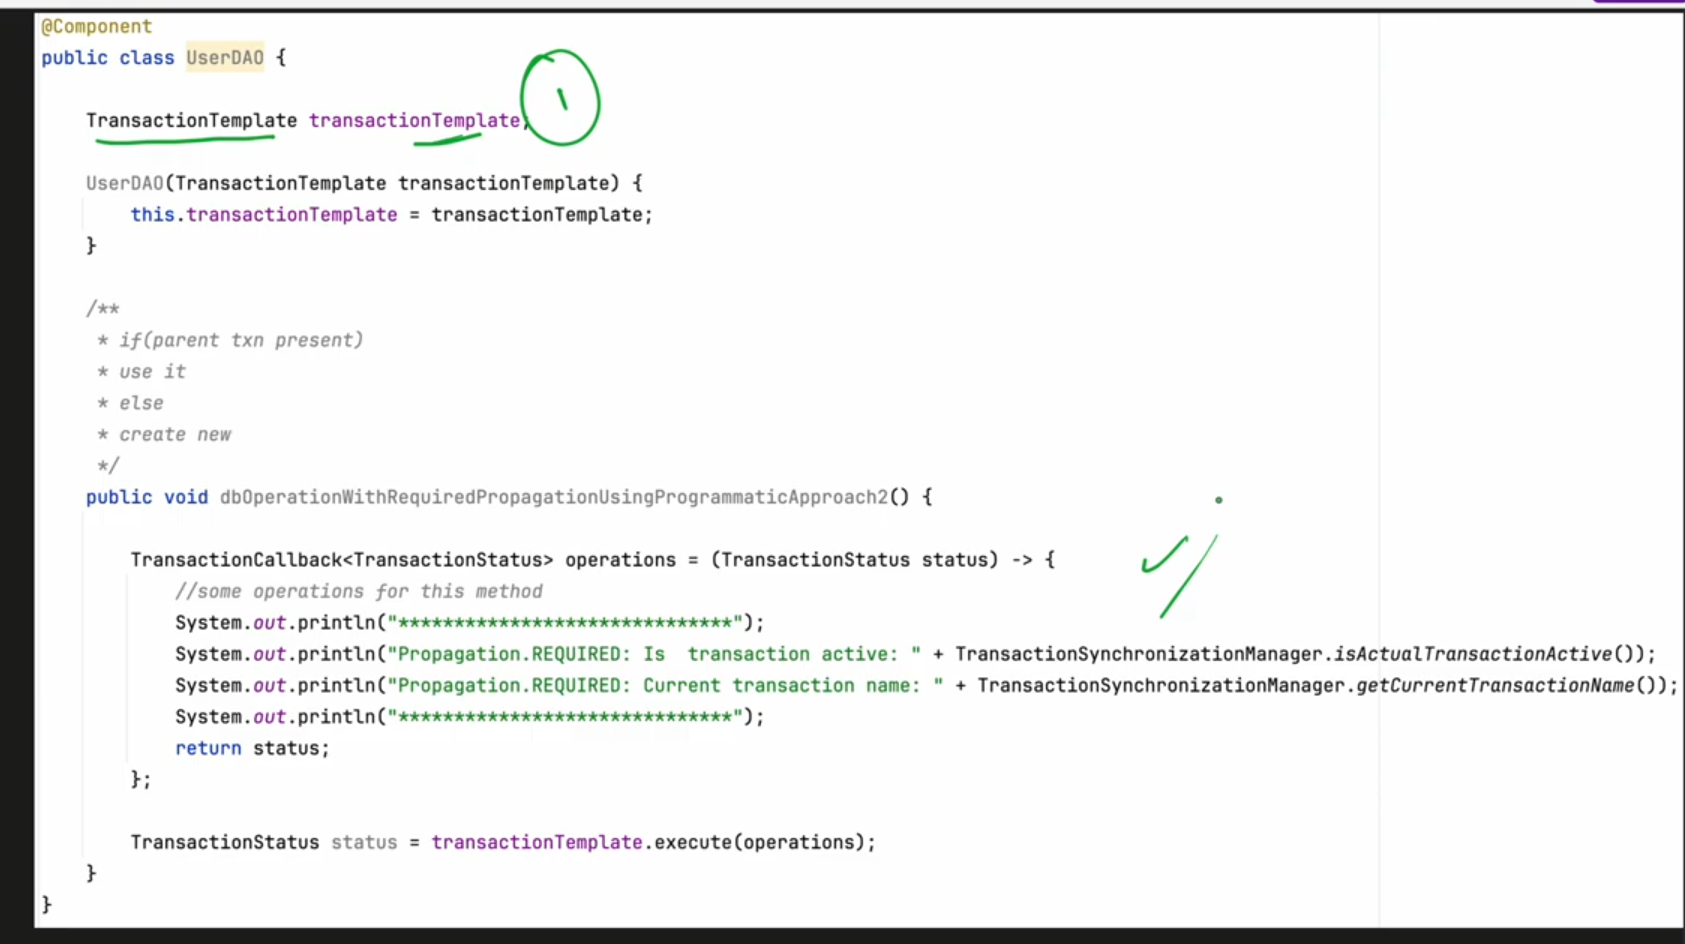 @Component
public class UserDAO {
TransactionTemplate transactionTemplate;
1
UserDAO(TransactionTemplate transactionTemplate) {
this.transactionTemplate = transactionTemplate;
}
/**
* if(parent txn present)
* use it
* else
* create new
*/
public void dbOperationWithRequiredPropagationUsingProgrammaticApproach2() {
TransactionCallback<TransactionStatus> operations = (TransactionStatus status) -> {
//some operations for this method
System.out.println("******************************");
System.out.println("Propagation.REQUIRED: Is  transaction active: " + TransactionSynchronizationManager.isActualTransactionActive());
System.out.println("Propagation.REQUIRED: Current transaction name: " + TransactionSynchronizationManager.getCurrentTransactionName());
System.out.println("******************************");
return status;
};
TransactionStatus status = transactionTemplate.execute(operations);
}
}